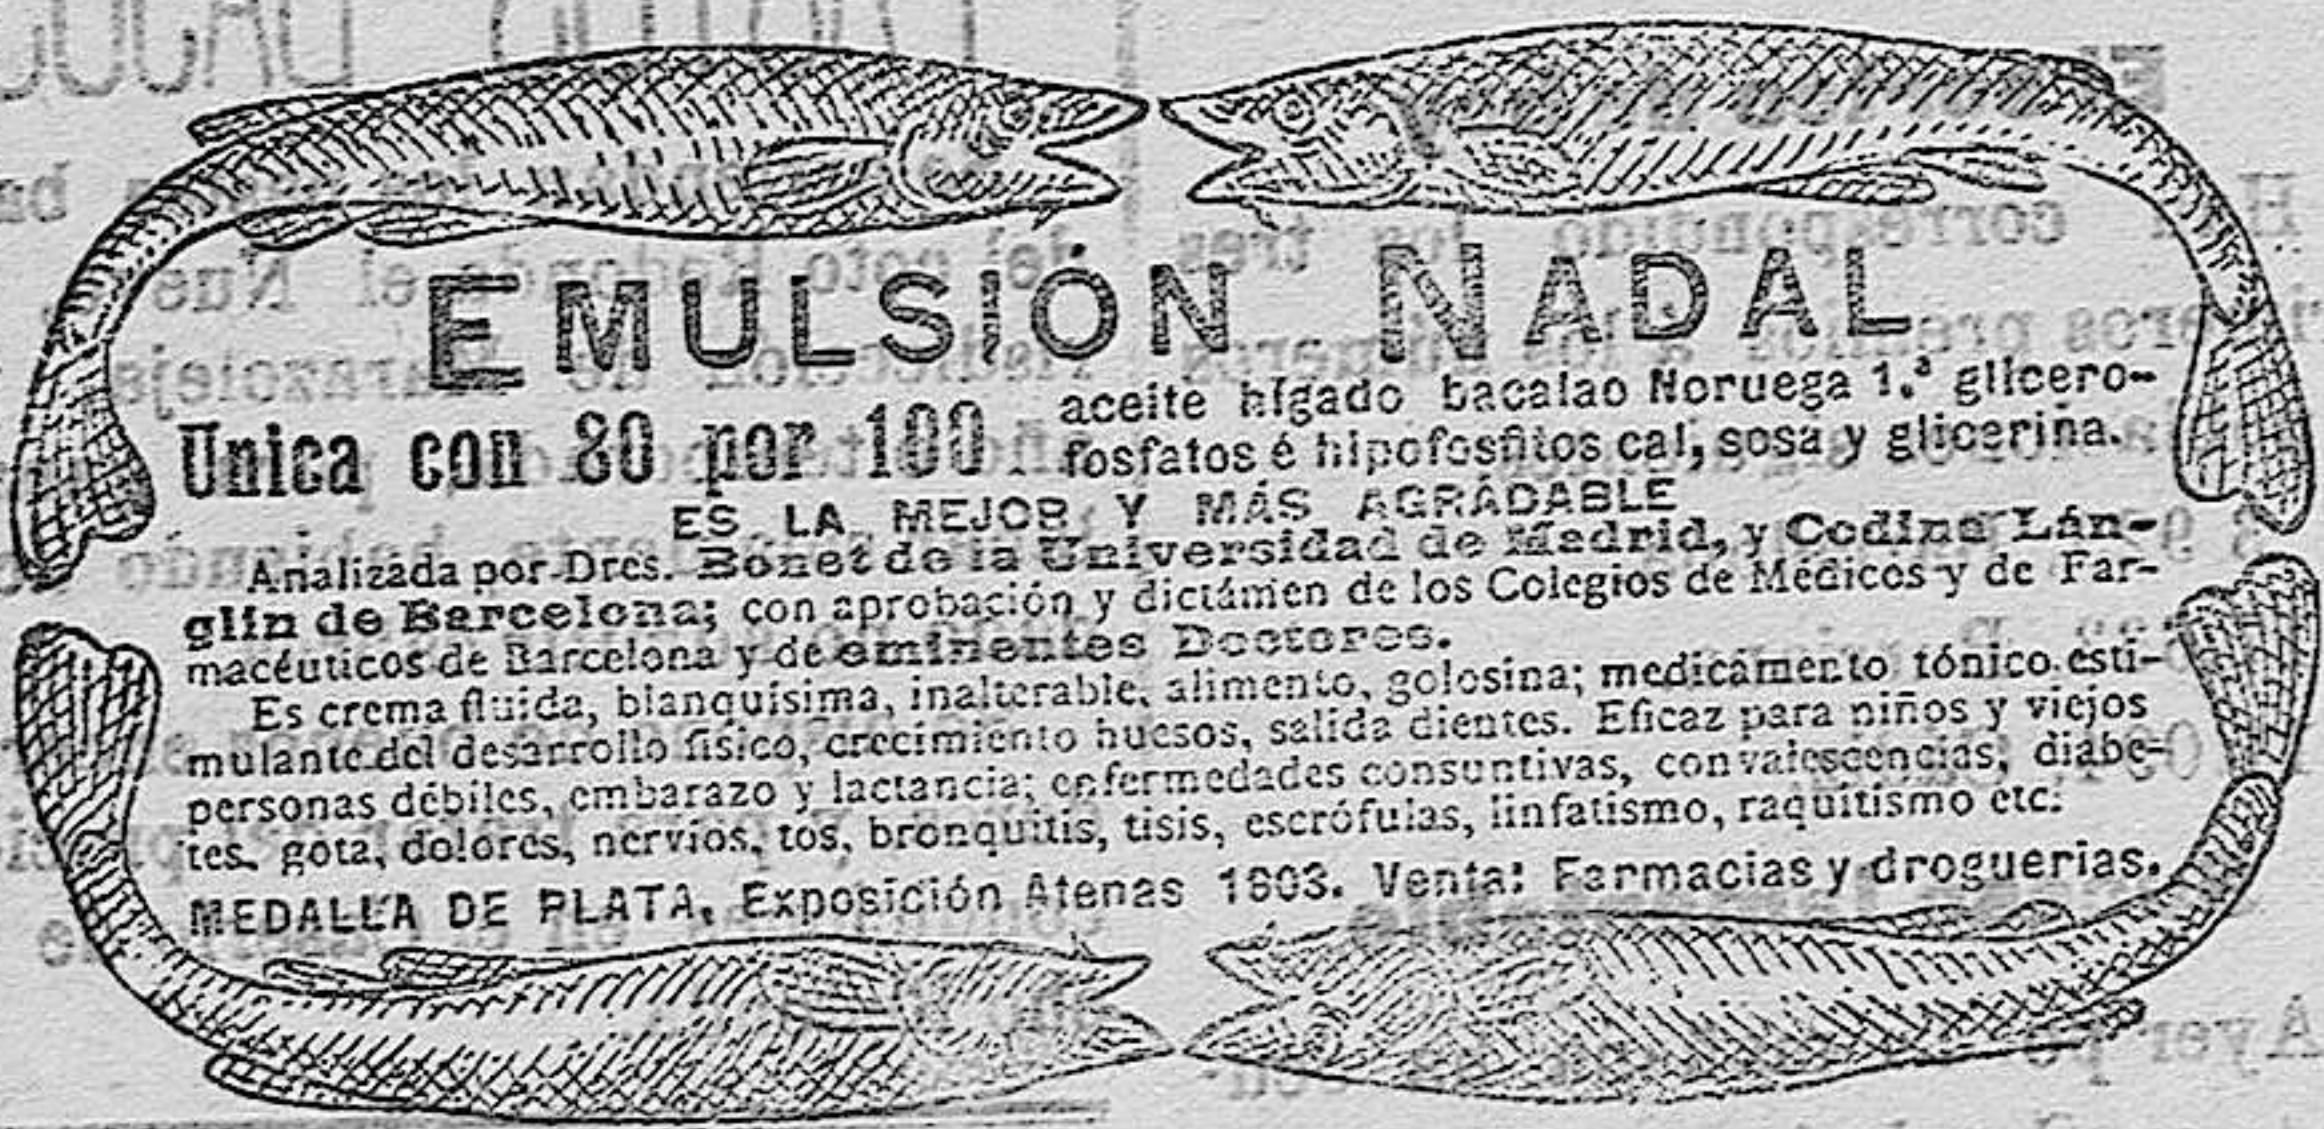 EMULSIÓN NADAL
Unica con 80 por 100 aceite hígado bacalao Noruega 1.ª glicero-
fosfatos é hipofosfitos cal, sosa y glicerina.
ES LA MEJOR Y MÁS AGRADABLE
Analizada por Dres. Bonet de la Universidad de Madrid, y Codina Lán-
glin de Barcelona; con aprobación y dictámen de los Colegios de Médicos y de Far-
macéuticos de Barcelona y de eminentes Doctores.
Es crema fluida, blanquísima, inalterable, alimento, golosina; medicamento tónico esti-
mulante del desarrollo físico, crecimiento huesos, salida dientes. Eficaz para niños y viejos
personas débiles, embarazo y lactancia; enfermedades consuntivas, convalescencias, diabe-
tes, gota, dolores, nervios, tos, bronquitis, tisis, escrófulas, linfatismo, raquitismo etc.
MEDALLA DE PLATA, Exposición Atenas Venta: Farmacias y droguerias.